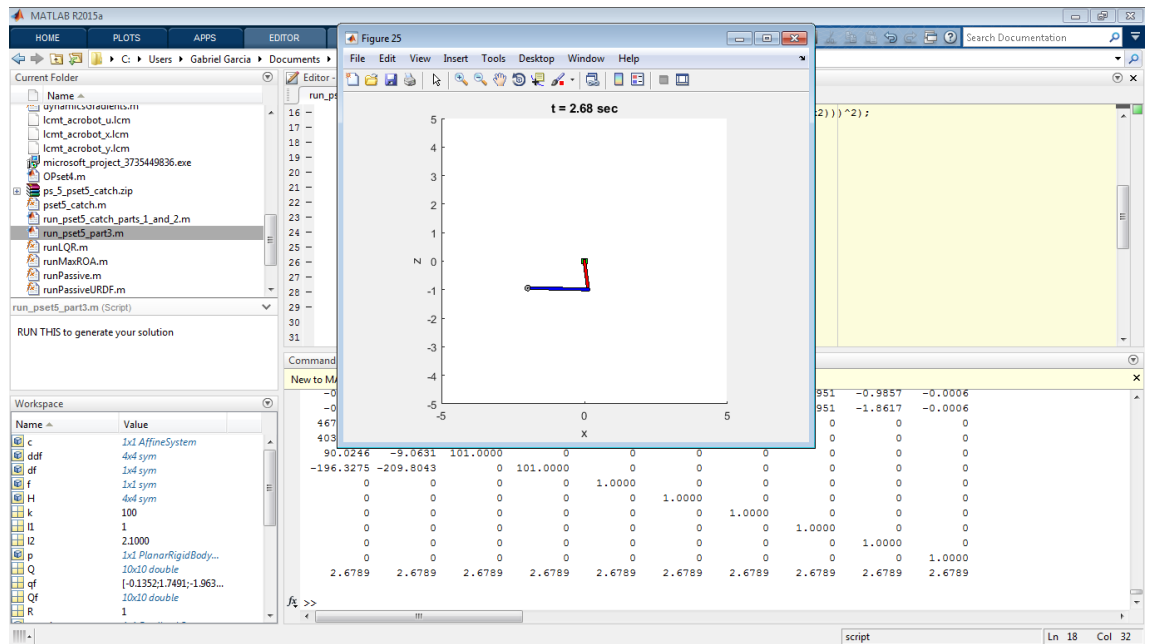 MATLAB R2015a
HOME PLOTS APPS EDITOR
Search Documentation
C: Users Gabriel Garcia Documents
Current Folder
Name
dynamicsGradients.m
lcmt_acrobot_u.lcm
lcmt_acrobot_x.lcm
lcmt_acrobot_y.lcm
microsoft_project_3735449836.exe
OPset4.m
ps_5_pset5_catch.zip
pset5_catch.m
run_pset5_catch_parts_1_and_2.m
run_pset5_part3.m
runLQR.m
runMaxROA.m
runPassive.m
runPassiveURDF.m
run_pset5_part3.m (Script)
RUN THIS to generate your solution
Workspace
Name Value
c 1x1 AffineSystem
ddf 4x4 sym
df 1x4 sym
f 1x1 sym
H 4x4 sym
k 100
l1 1
l2 2.1000
p 1x1 PlanarRigidBody...
Q 10x10 double
qf [-0.1352;1.7491;-1.963...
Qf 10x10 double
R 1
Editor -
run_ps
16 –
17 –
18 –
19 –
20 –
21 –
22 –
23 –
24 –
25 –
26 –
27 –
28 –
29 –
30
31
2)))^2);
Figure 25
File Edit View Insert Tools Desktop Window Help
t = 2.68 sec
5
4
3
2
1
0
-1
-2
-3
-4
-5
Z
-5 0 5
X
Command
New to MA
-0 951 -0.9857 -0.0006
-0 951 -1.8617 -0.0006
467 0 0 0
403 0 0 0
90.0246 -9.0631 101.0000 0 0 0 0 0 0 0
-196.3275 -209.8043 0 101.0000 0 0 0 0 0 0
0 0 0 0 1.0000 0 0 0 0 0
0 0 0 0 0 1.0000 0 0 0 0
0 0 0 0 0 0 1.0000 0 0 0
0 0 0 0 0 0 0 1.0000 0 0
0 0 0 0 0 0 0 0 1.0000 0
0 0 0 0 0 0 0 0 0 1.0000
2.6789 2.6789 2.6789 2.6789 2.6789 2.6789 2.6789 2.6789 2.6789 2.6789
fx >>
script Ln 18 Col 32